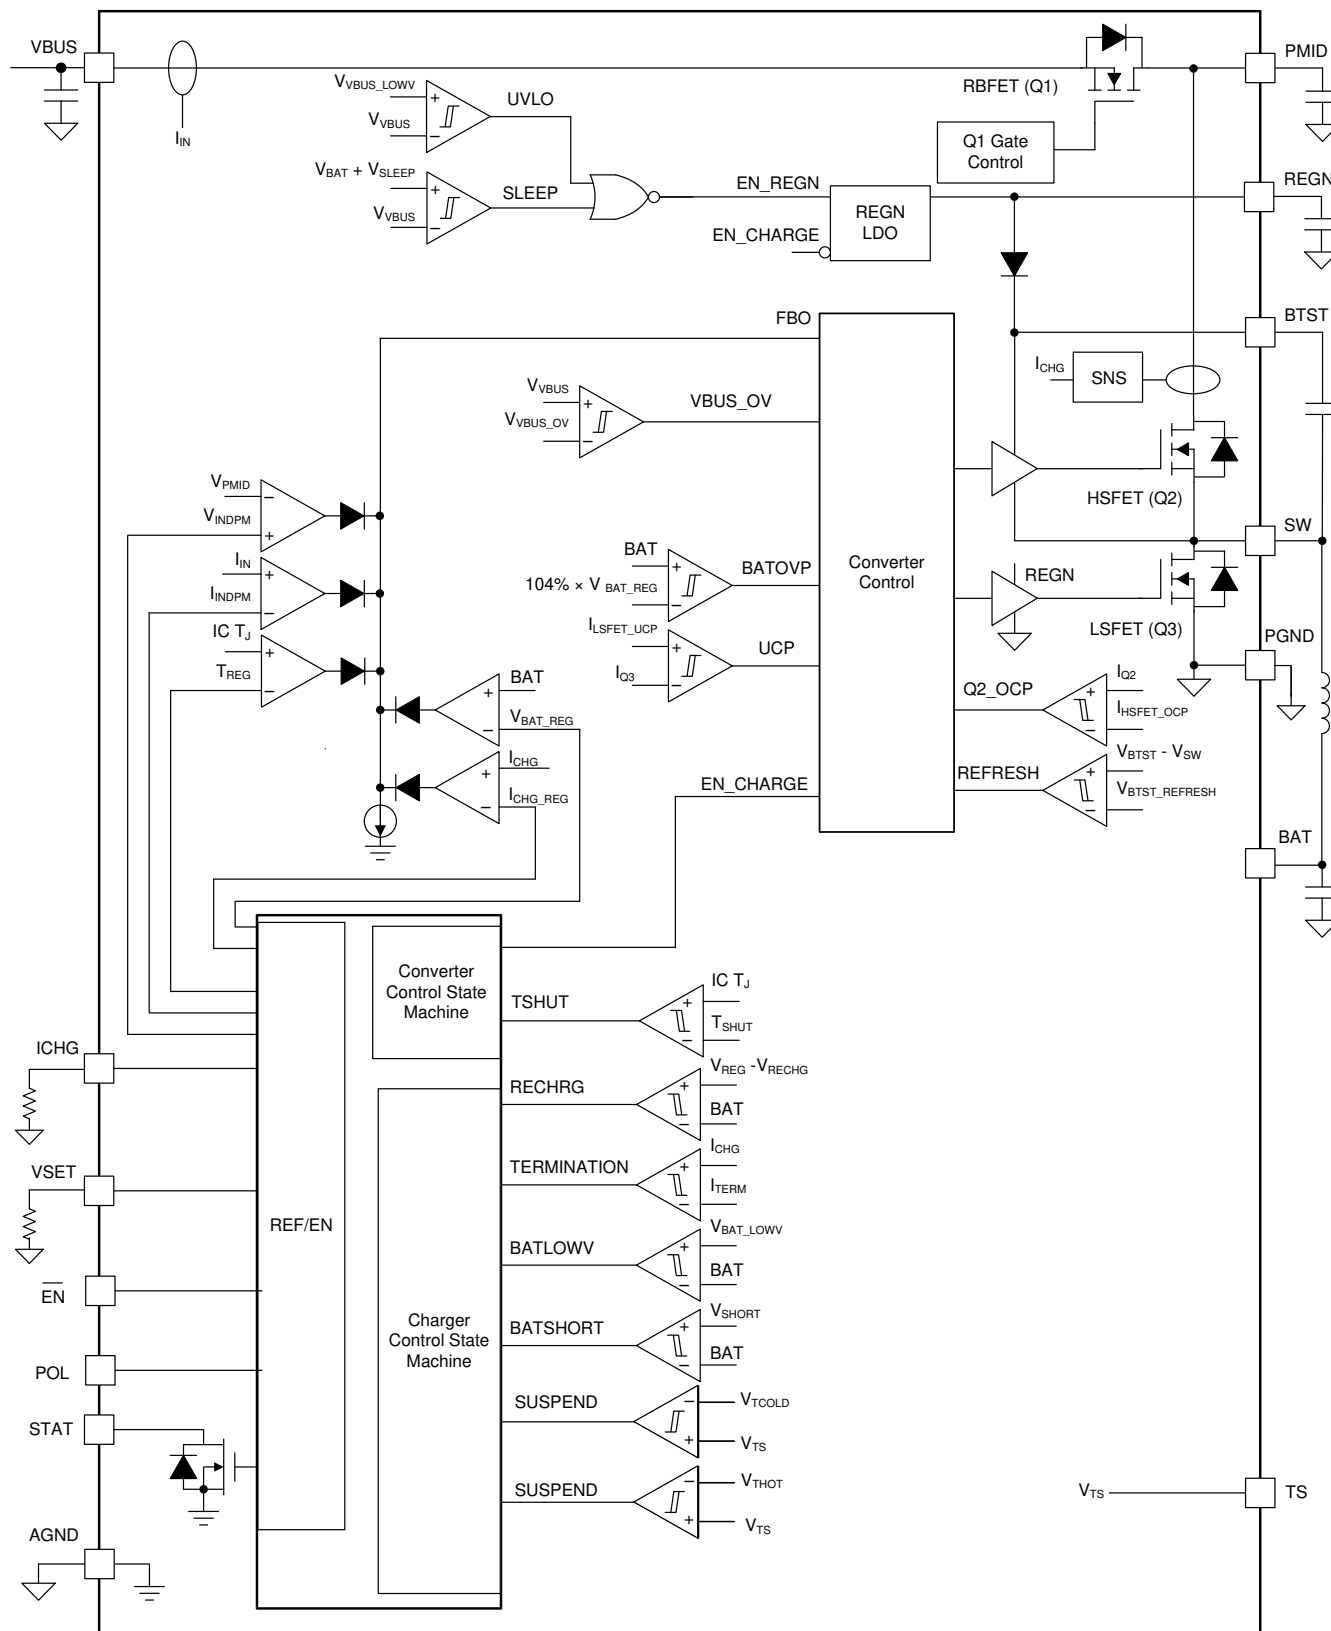 VBUS
PMID
RBFET (Q1)
V_VBUS_LOWV
+
UVLO
V_VBUS
−
I_IN
Q1 Gate
Control
V_BAT + V_SLEEP
+
SLEEP
V_VBUS
−
EN_REGN
REGN
LDO
EN_CHARGE
REGN
FBO
BTST
I_CHG
SNS
V_VBUS
+
VBUS_OV
V_VBUS_OV
−
HSFET (Q2)
V_PMID
−
V_INDPM
+
SW
I_IN
+
I_INDPM
−
BAT
+
BATOVP
104% × V_BAT_REG
−
Converter
Control
REGN
LSFET (Q3)
IC T_J
+
T_REG
−
I_LSFET_UCP
+
UCP
I_Q3
−
PGND
BAT
+
V_BAT_REG
−
Q2_OCP
I_Q2
+
I_HSFET_OCP
−
I_CHG
+
I_CHG_REG
−
EN_CHARGE
REFRESH
V_BTST - V_SW
+
V_BTST_REFRESH
−
BAT
Converter
Control State
Machine
TSHUT
IC T_J
+
T_SHUT
−
ICHG
RECHRG
V_REG -V_RECHG
+
BAT
−
VSET
TERMINATION
I_CHG
+
I_TERM
−
REF/EN
BATLOWV
V_BAT_LOWV
+
BAT
−
EN
Charger
Control State
Machine
BATSHORT
V_SHORT
+
BAT
−
POL
STAT
SUSPEND
−
V_TCOLD
+
V_TS
SUSPEND
−
V_THOT
+
V_TS
V_TS
TS
AGND